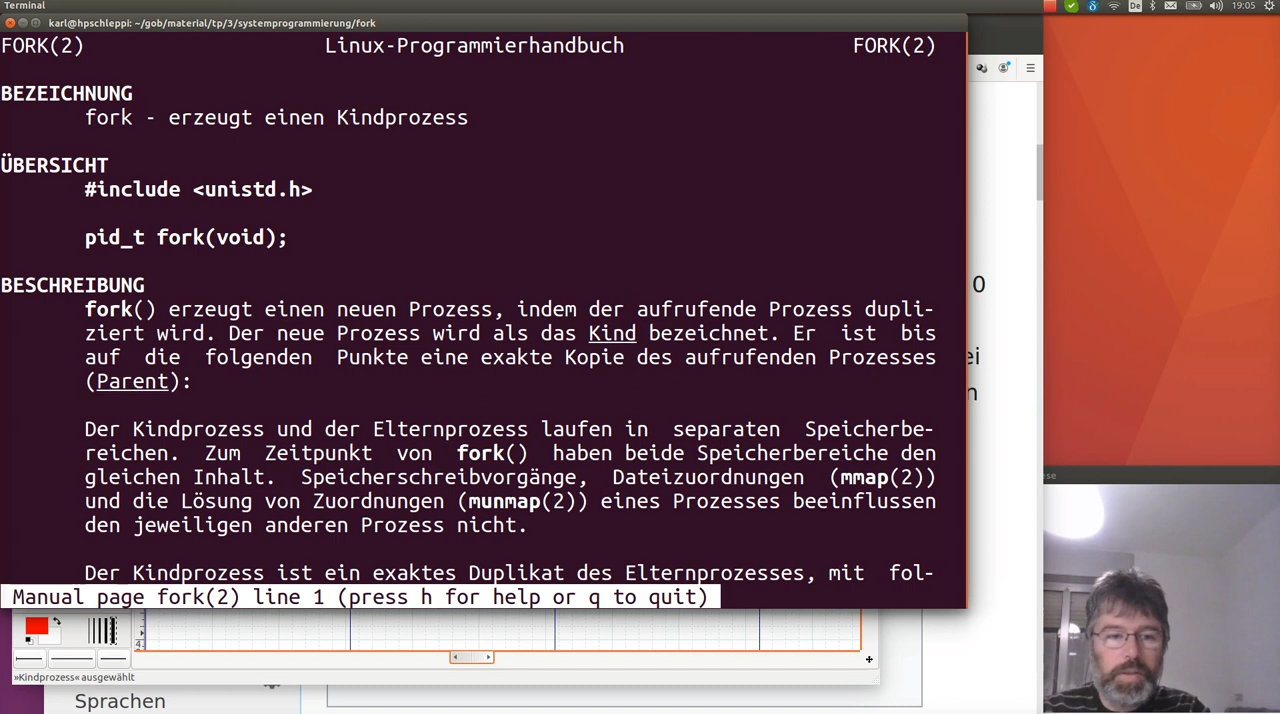 Terminal
De
19:05
karl@hpschleppi: ~/gob/material/tp/3/systemprogrammierung/fork
FORK(2) Linux-Programmierhandbuch FORK(2)
BEZEICHNUNG
fork - erzeugt einen Kindprozess
ÜBERSICHT
#include <unistd.h>
pid_t fork(void);
BESCHREIBUNG
fork() erzeugt einen neuen Prozess, indem der aufrufende Prozess dupli-
ziert wird. Der neue Prozess wird als das Kind bezeichnet. Er ist bis
auf die folgenden Punkte eine exakte Kopie des aufrufenden Prozesses
(Parent):
Der Kindprozess und der Elternprozess laufen in separaten Speicherbe-
reichen. Zum Zeitpunkt von fork() haben beide Speicherbereiche den
gleichen Inhalt. Speicherschreibvorgänge, Dateizuordnungen (mmap(2))
und die Lösung von Zuordnungen (munmap(2)) eines Prozesses beeinflussen
den jeweiligen anderen Prozess nicht.
Der Kindprozess ist ein exaktes Duplikat des Elternprozesses, mit fol-
Manual page fork(2) line 1 (press h for help or q to quit)
0
ei
n
ese
4
»Kindprozess« ausgewählt
Sprachen